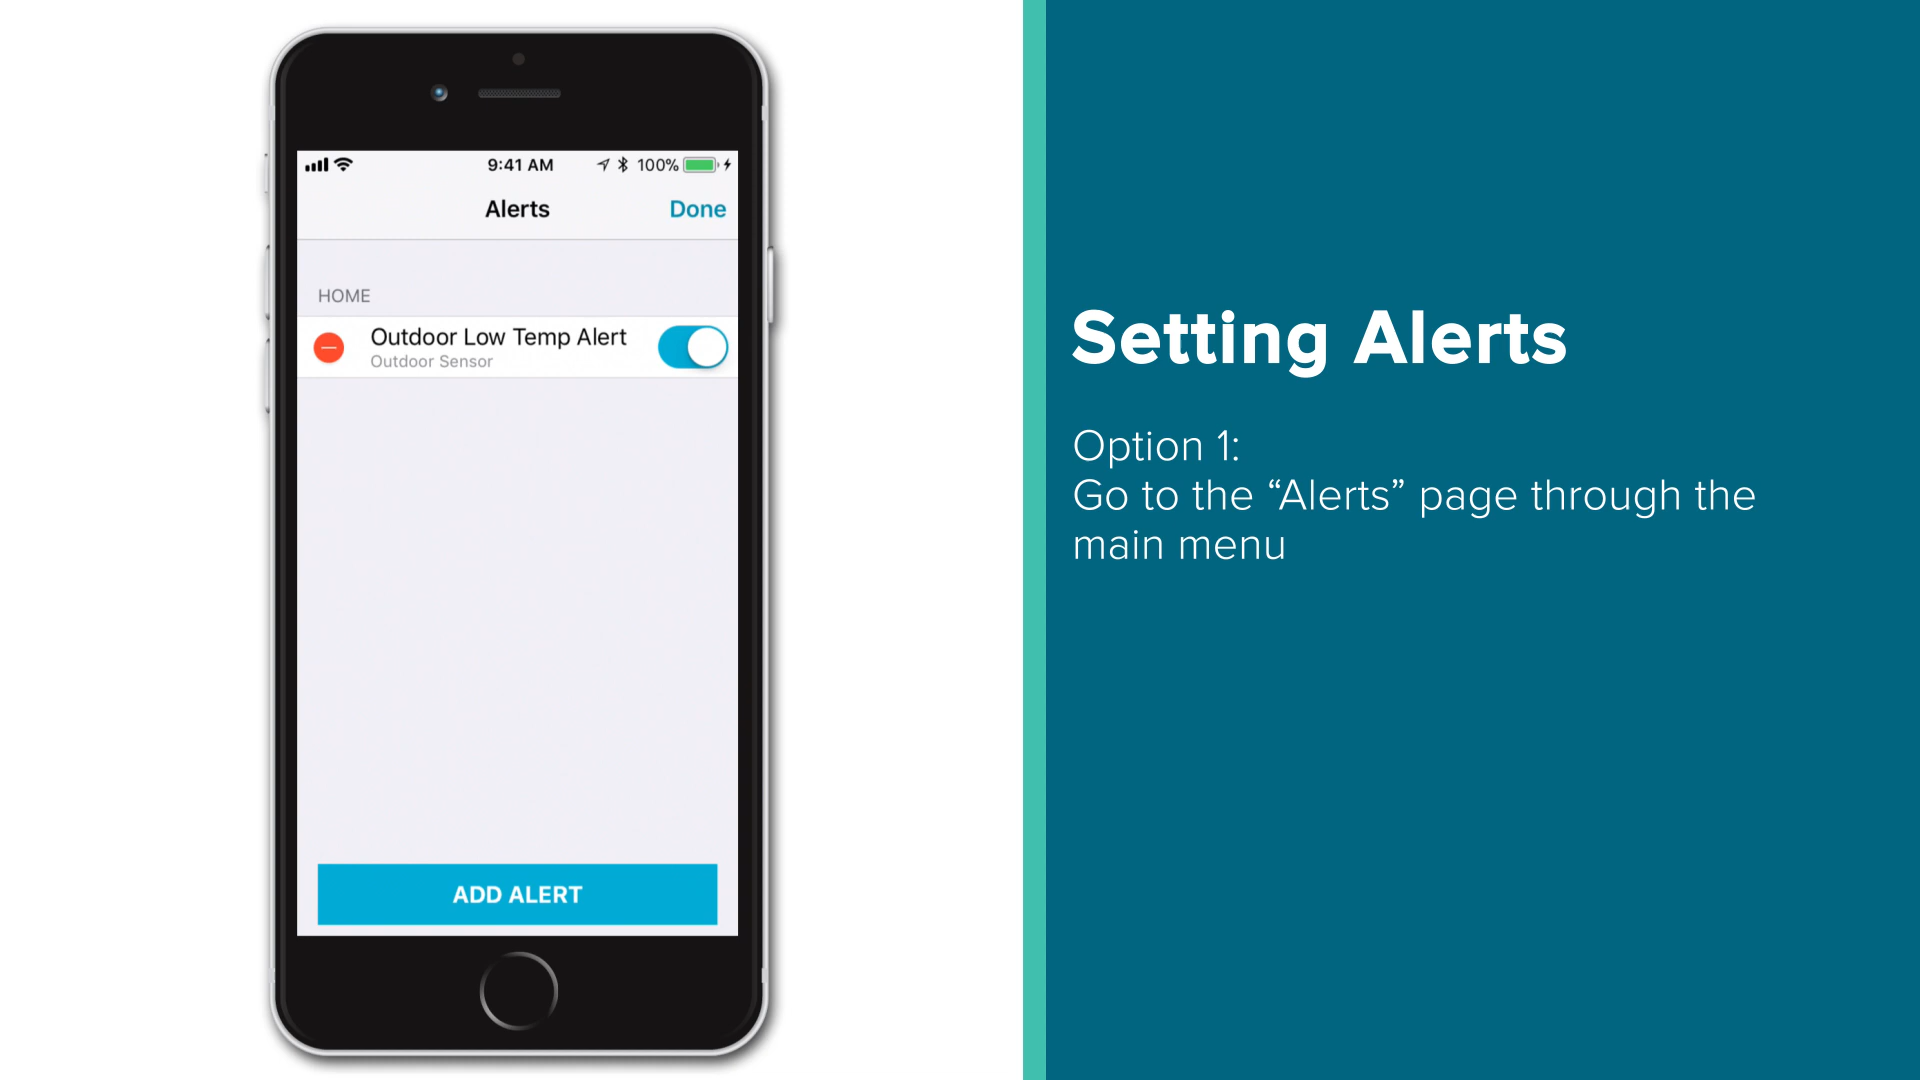 9:41 AM
100%
Alerts
Done
HOME
Outdoor Low Temp Alert
Outdoor Sensor
ADD ALERT
Setting Alerts
Option 1:
Go to the “Alerts” page through the
main menu